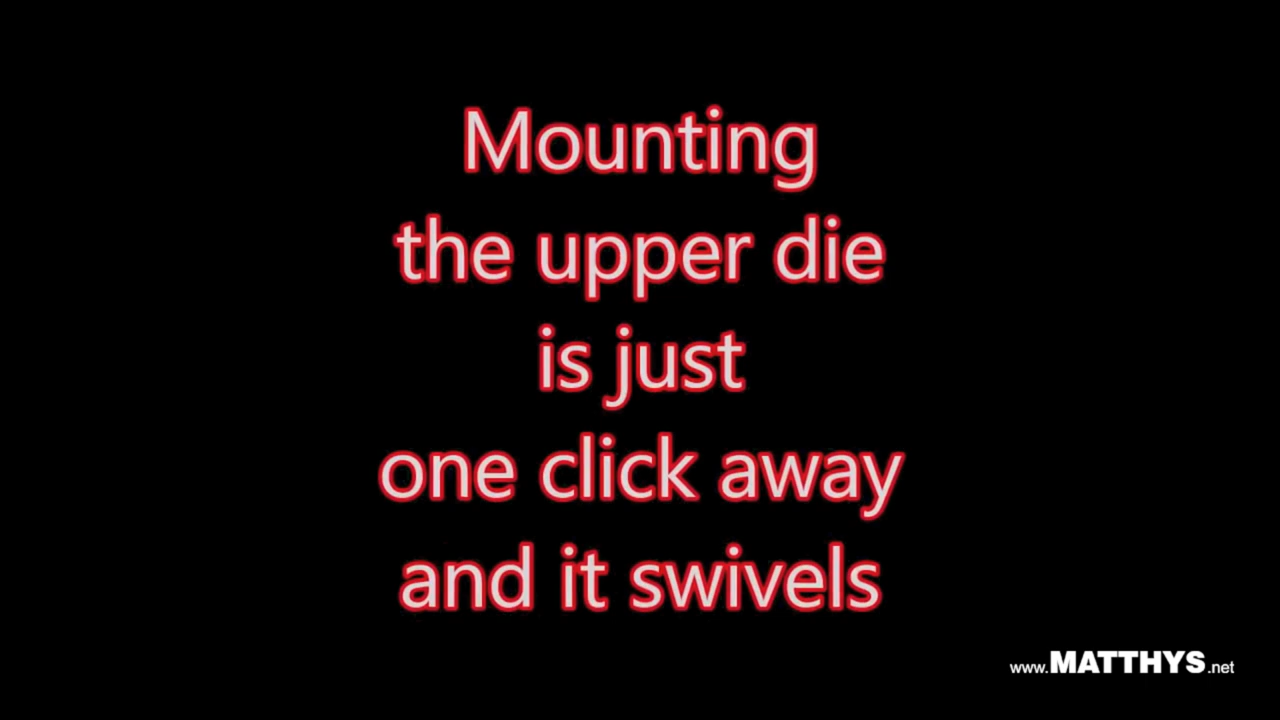 Mounting
the upper die
is just
one click away
and it swivels
www.MATTHYS.net